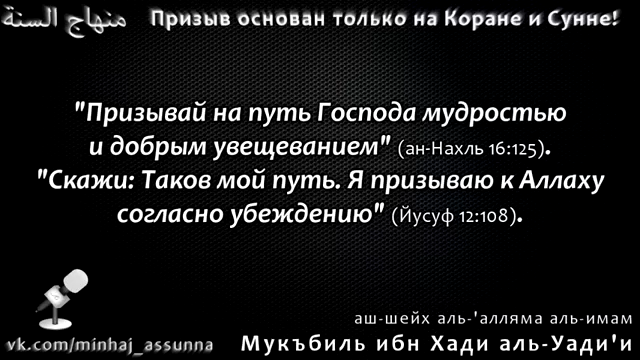 منهاج السنة Призыв основан только на Коране и Сунне!
"Призывай на путь Господа мудростью
и добрым увещеванием" (ан-Нахль 16:125).
"Скажи: Таков мой путь. Я призываю к Аллаху
согласно убеждению" (Йусуф 12:108).
аш-шейх аль-'алляма аль-имам
vk.com/minhaj_assunna Мукъбиль ибн Хади аль-Уади'и